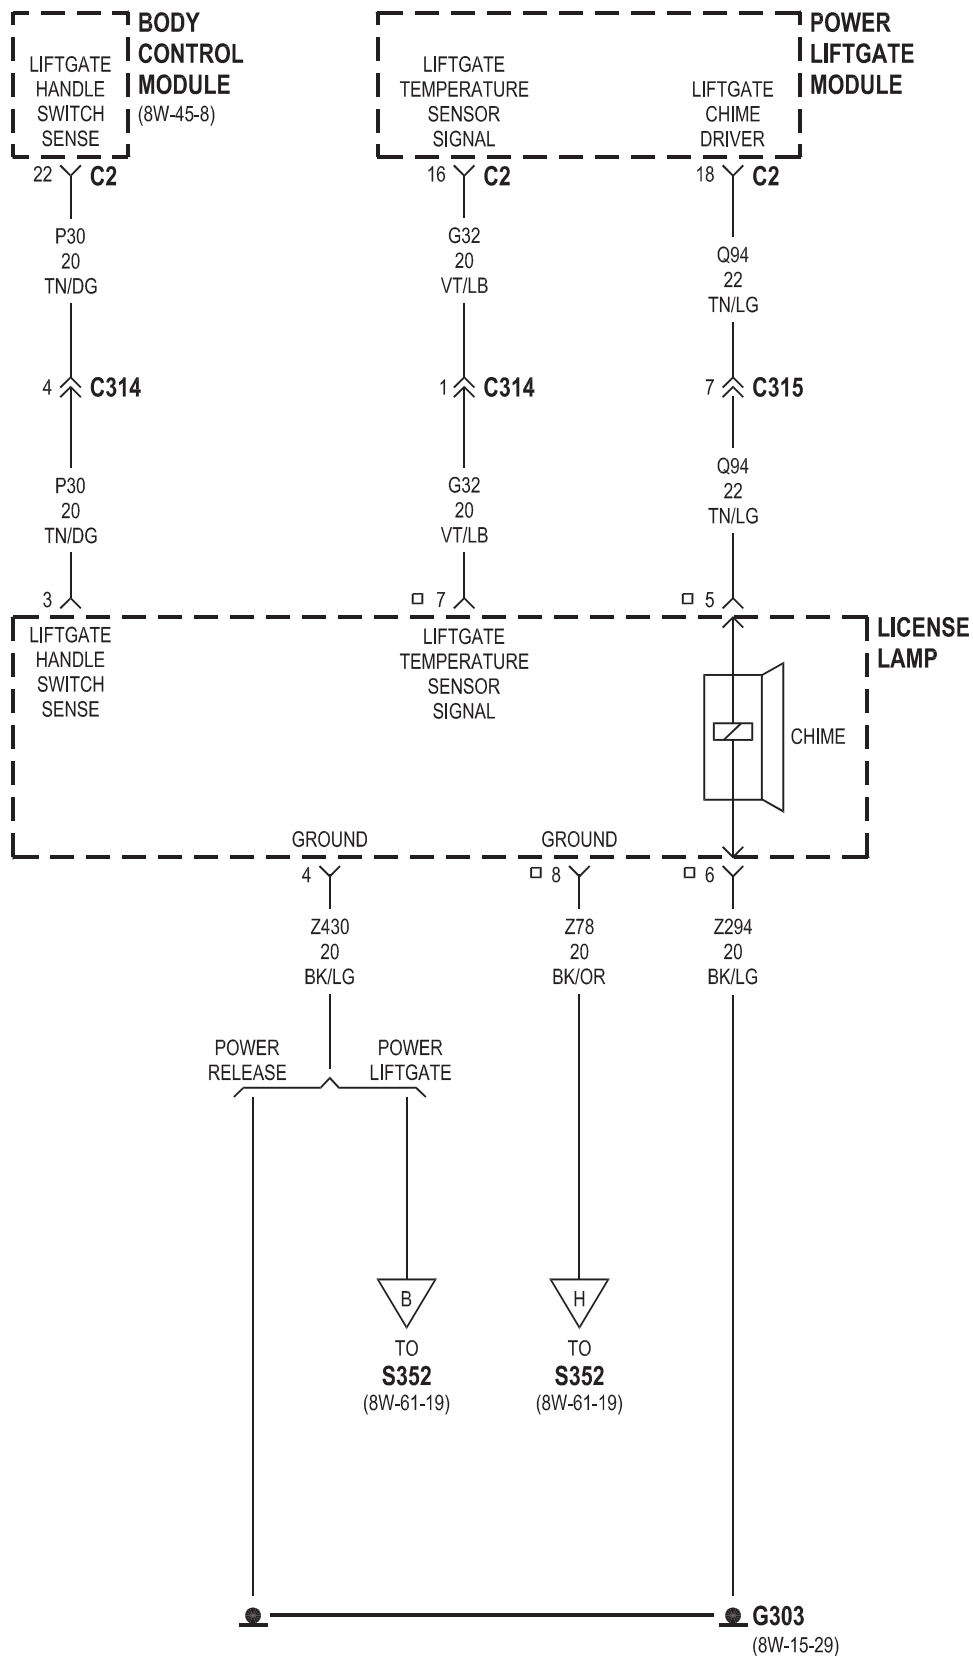 BODY
CONTROL
MODULE
(8W-45-8)
LIFTGATE
HANDLE
SWITCH
SENSE
22 C2
POWER
LIFTGATE
MODULE
LIFTGATE
TEMPERATURE
SENSOR
SIGNAL
16 C2
LIFTGATE
CHIME
DRIVER
18 C2
P30
20
TN/DG
G32
20
VT/LB
Q94
22
TN/LG
4 C314
1 C314
7 C315
P30
20
TN/DG
G32
20
VT/LB
Q94
22
TN/LG
3
7
5
LICENSE
LAMP
LIFTGATE
HANDLE
SWITCH
SENSE
LIFTGATE
TEMPERATURE
SENSOR
SIGNAL
CHIME
GROUND
GROUND
4
8
6
Z430
20
BK/LG
Z78
20
BK/OR
Z294
20
BK/LG
POWER
RELEASE
POWER
LIFTGATE
B
TO
S352
(8W-61-19)
H
TO
S352
(8W-61-19)
G303
(8W-15-29)